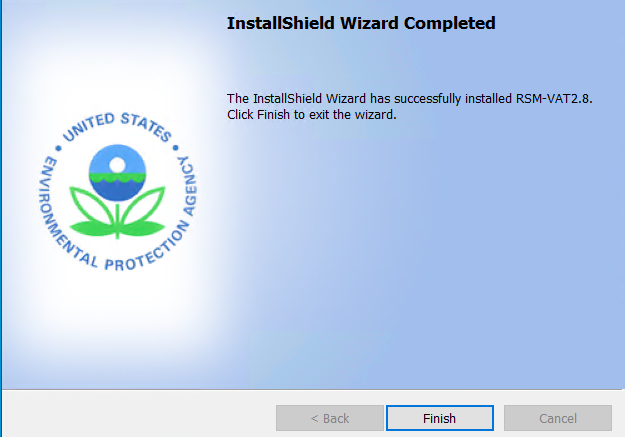 InstallShield Wizard Completed
The InstallShield Wizard has successfully installed RSM-VAT2.8.
Click Finish to exit the wizard.
UNITED STATES
• ENVIRONMENTAL PROTECTION AGENCY •
< Back
Finish
Cancel